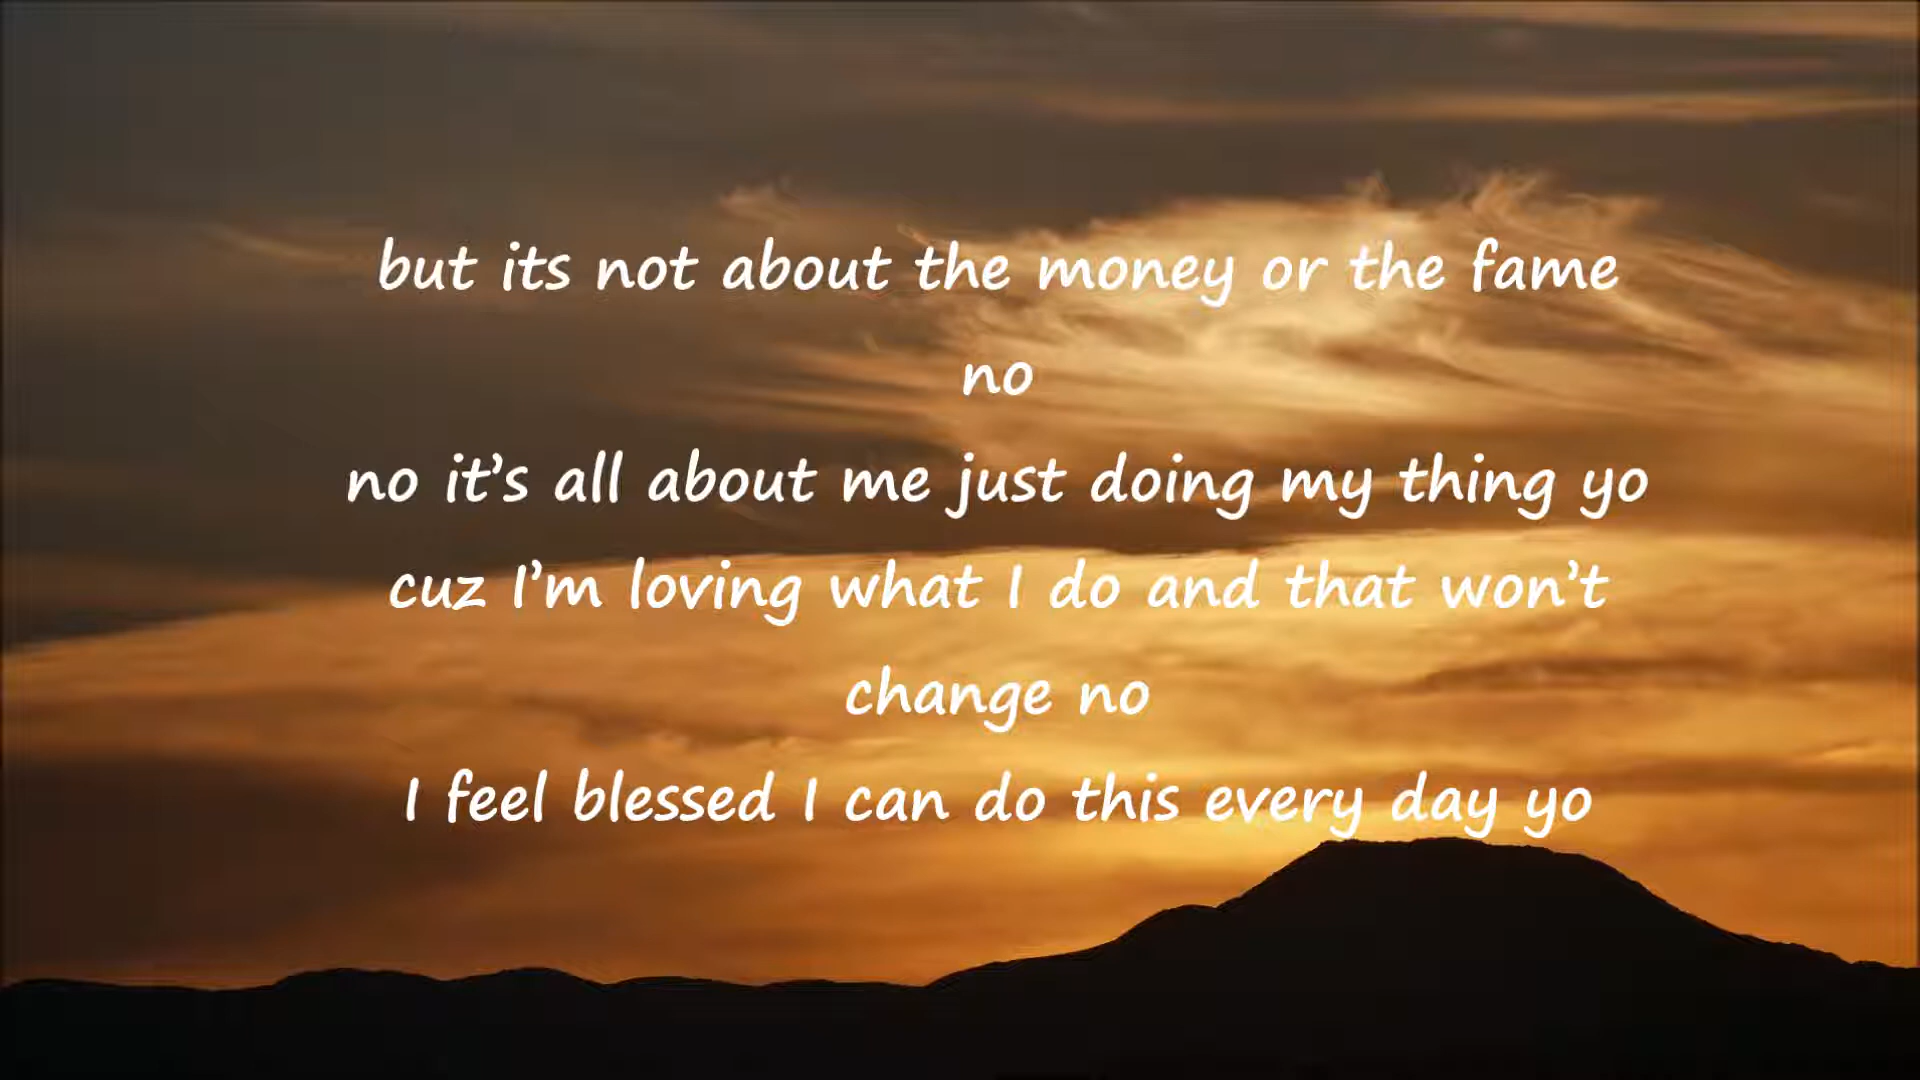 but its not about the money or the fame
no
no it’s all about me just doing my thing yo
cuz I’m loving what I do and that won’t
change no
I feel blessed I can do this every day yo